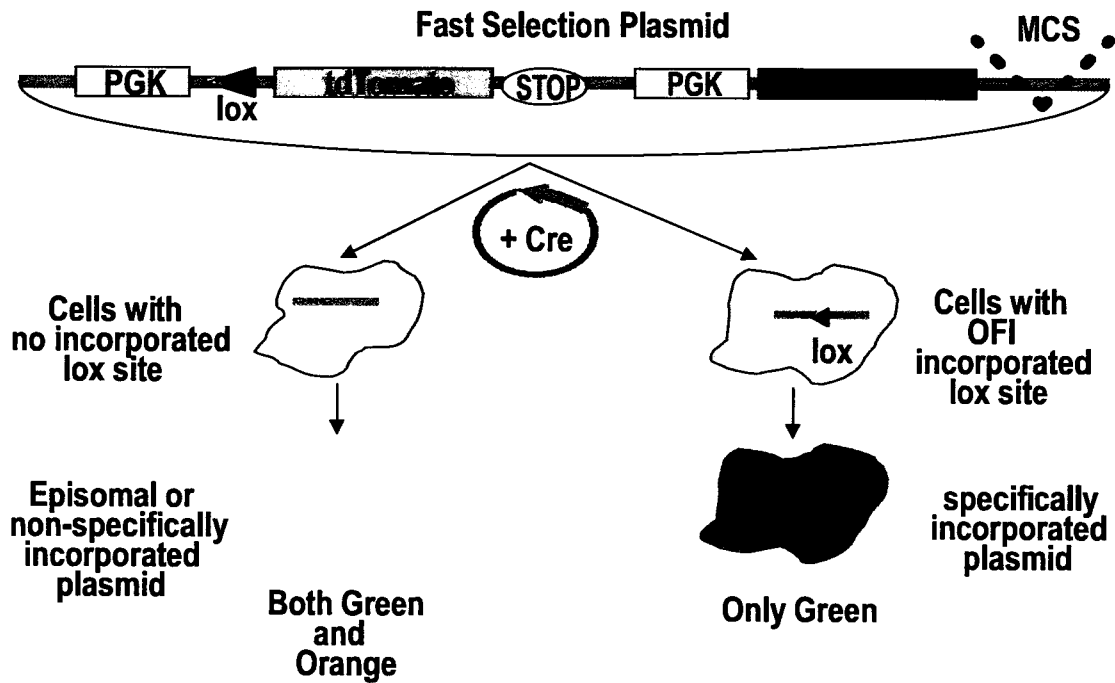 Fast Selection Plasmid
MCS
PGK
lox
tdTomato
STOP
PGK
+ Cre
Cells with
no incorporated
lox site
lox
Cells with
OFI
incorporated
lox site
Episomal or
non-specifically
incorporated
plasmid
Both Green
and
Orange
Only Green
specifically
incorporated
plasmid